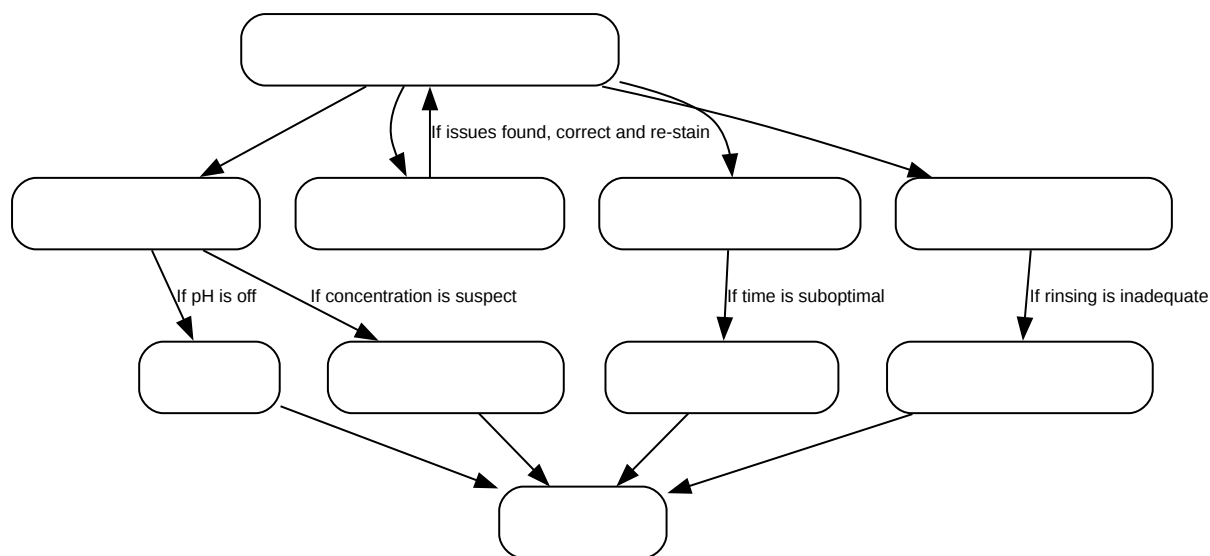 If issues found, correct and re-stain
If pH is off
If concentration is suspect
If time is suboptimal
If rinsing is inadequate